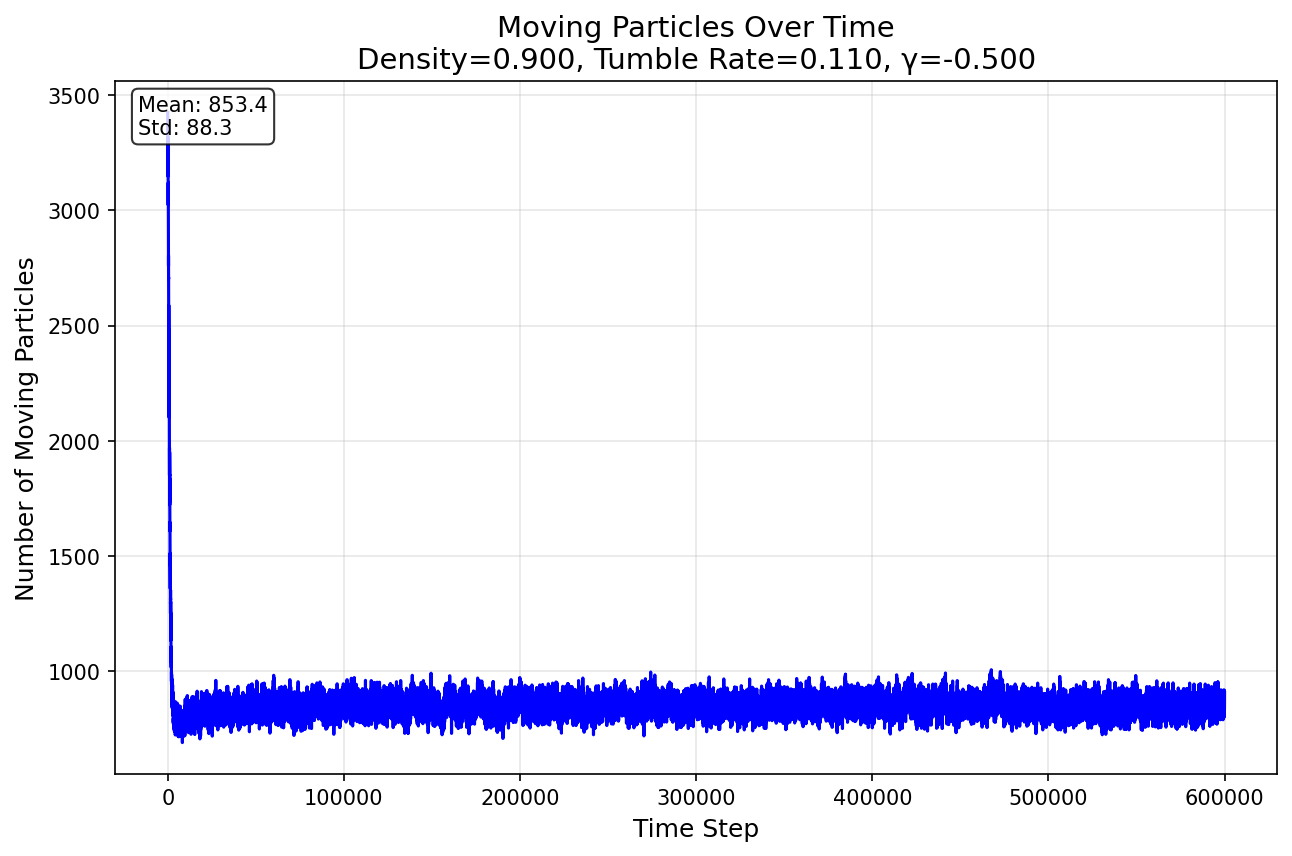 Moving Particles Over Time
Density=0.900, Tumble Rate=0.110, γ=-0.500
Mean: 853.4
Std: 88.3
Number of Moving Particles
3500
3000
2500
2000
1500
1000
0
100000
200000
300000
400000
500000
600000
Time Step